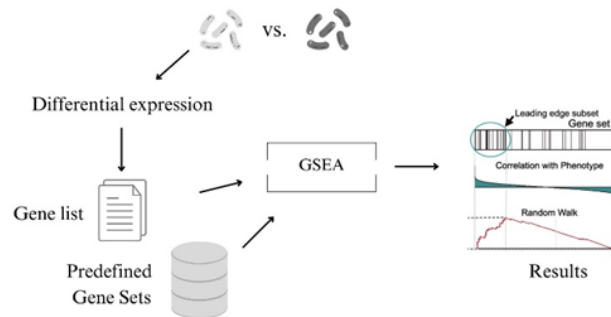 vs.
Differential expression
Gene list
Predefined
Gene Sets
GSEA
Leading edge subset
Gene set
Correlation with Phenotype
Random Walk
Results